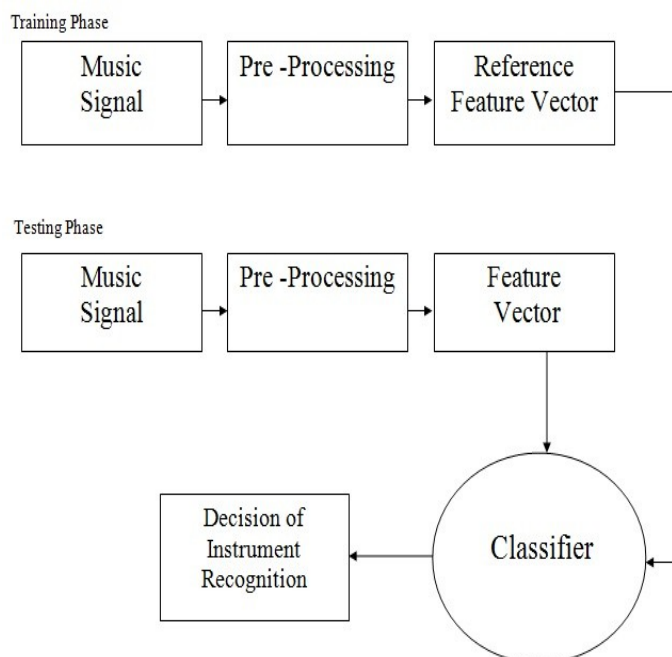 Training Phase
Music
Signal
Pre -Processing
Reference
Feature Vector
Testing Phase
Music
Signal
Pre -Processing
Feature
Vector
Classifier
Decision of
Instrument
Recognition